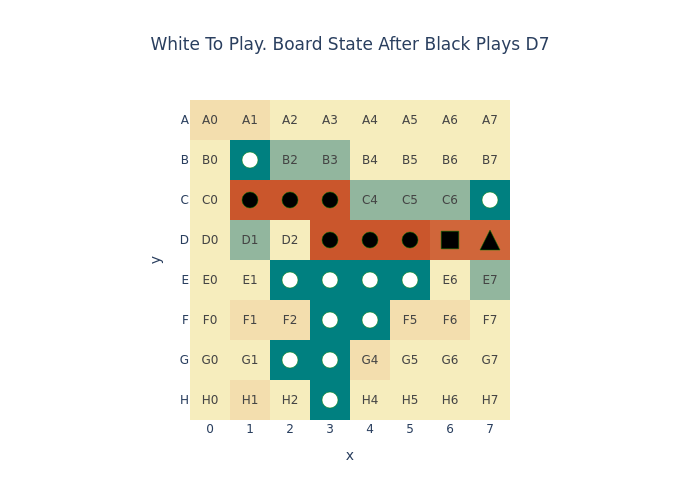 White To Play. Board State After Black Plays D7
A A0 A1 A2 A3 A4 A5 A6 A7
B B0 B2 B3 B4 B5 B6 B7
C C0 C4 C5 C6
D D0 D1 D2
E E0 E1 E6 E7
F F0 F1 F2 F5 F6 F7
G G0 G1 G4 G5 G6 G7
H H0 H1 H2 H4 H5 H6 H7
0 1 2 3 4 5 6 7
x
y